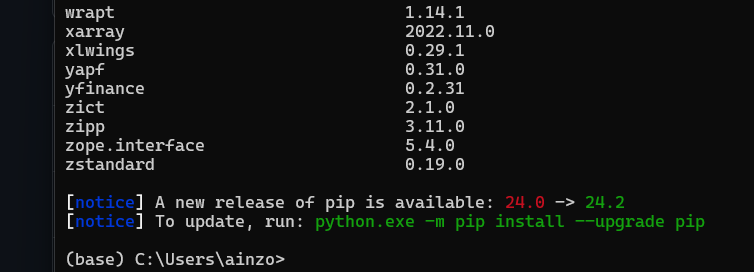 wrapt 1.14.1
xarray 2022.11.0
xlwings 0.29.1
yapf 0.31.0
yfinance 0.2.31
zict 2.1.0
zipp 3.11.0
zope.interface 5.4.0
zstandard 0.19.0
[notice] A new release of pip is available: 24.0 -> 24.2
[notice] To update, run: python.exe -m pip install --upgrade pip
(base) C:\Users\ainzo>